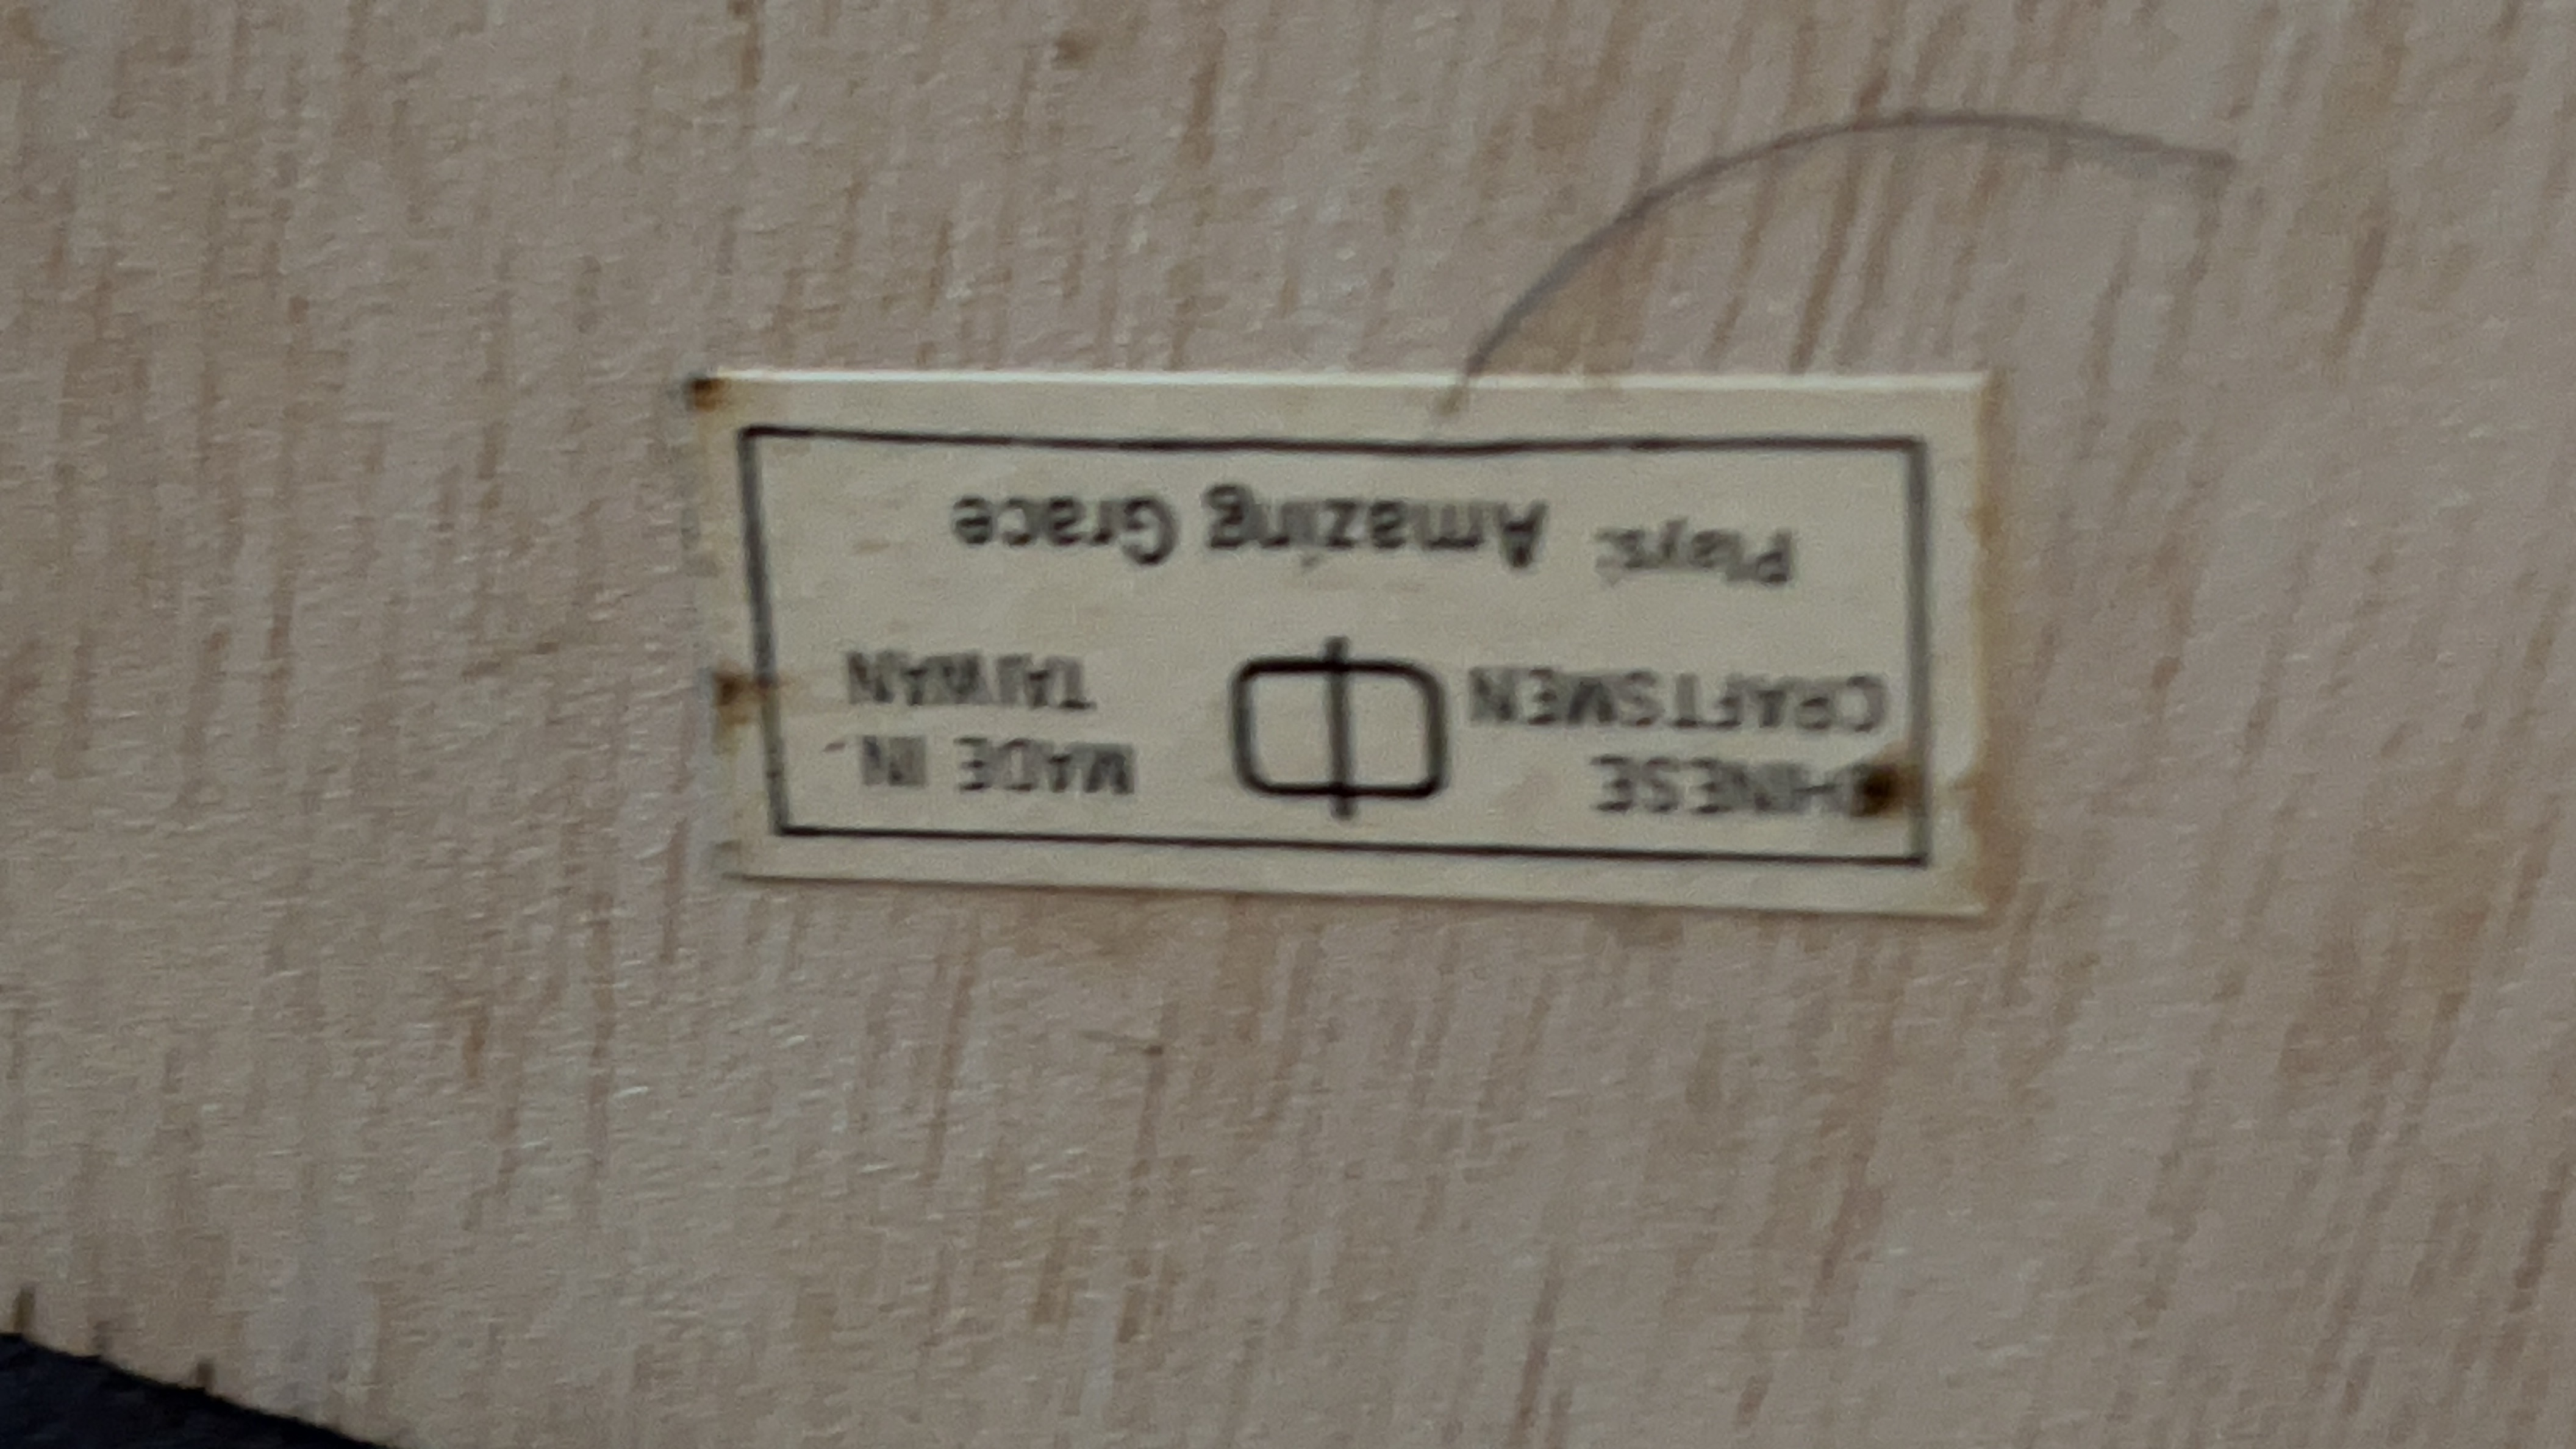 CHINESE MADE IN
CRAFTSMEN TAIWAN
Plays: Amazing Grace